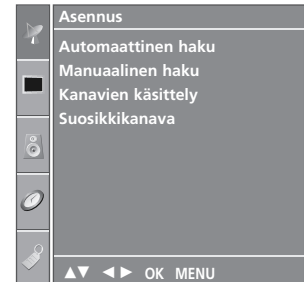 Asennus
Automaattinen haku
Manuaalinen haku
Kanavien käsittely
Suosikkikanava
▲▼ ◄► OK MENU